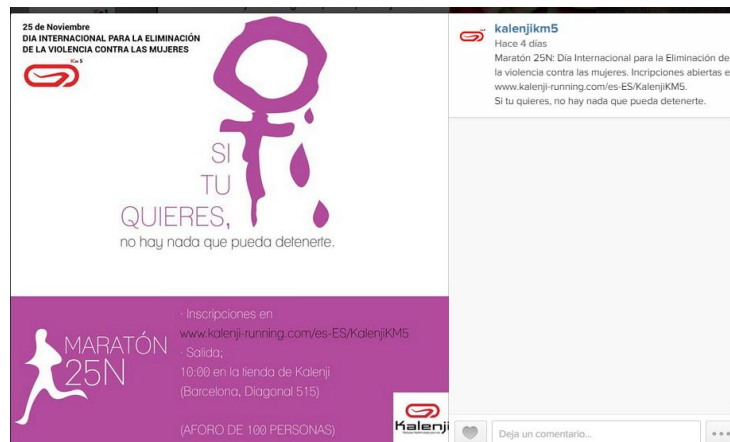 25 de Noviembre
DIA INTERNACIONAL PARA LA ELIMINACIÓN
DE LA VIOLENCIA CONTRA LAS MUJERES
Km 5
SI
TU
QUIERES,
no hay nada que pueda detenerte.
MARATÓN
25N
· Inscripciones en
www.kalenji-running.com/es-ES/KalenjiKM5
· Salida;
10:00 en la tienda de Kalenji
(Barcelona, Diagonal 515)
(AFORO DE 100 PERSONAS)
Kalenji
kalenjikm5
Hace 4 días
Maratón 25N: Día Internacional para la Eliminación de
la violencia contra las mujeres. Incripciones abiertas e
www.kalenji-running.com/es-ES/KalenjiKM5.
Si tu quieres, no hay nada que pueda detenerte.
Deja un comentario...